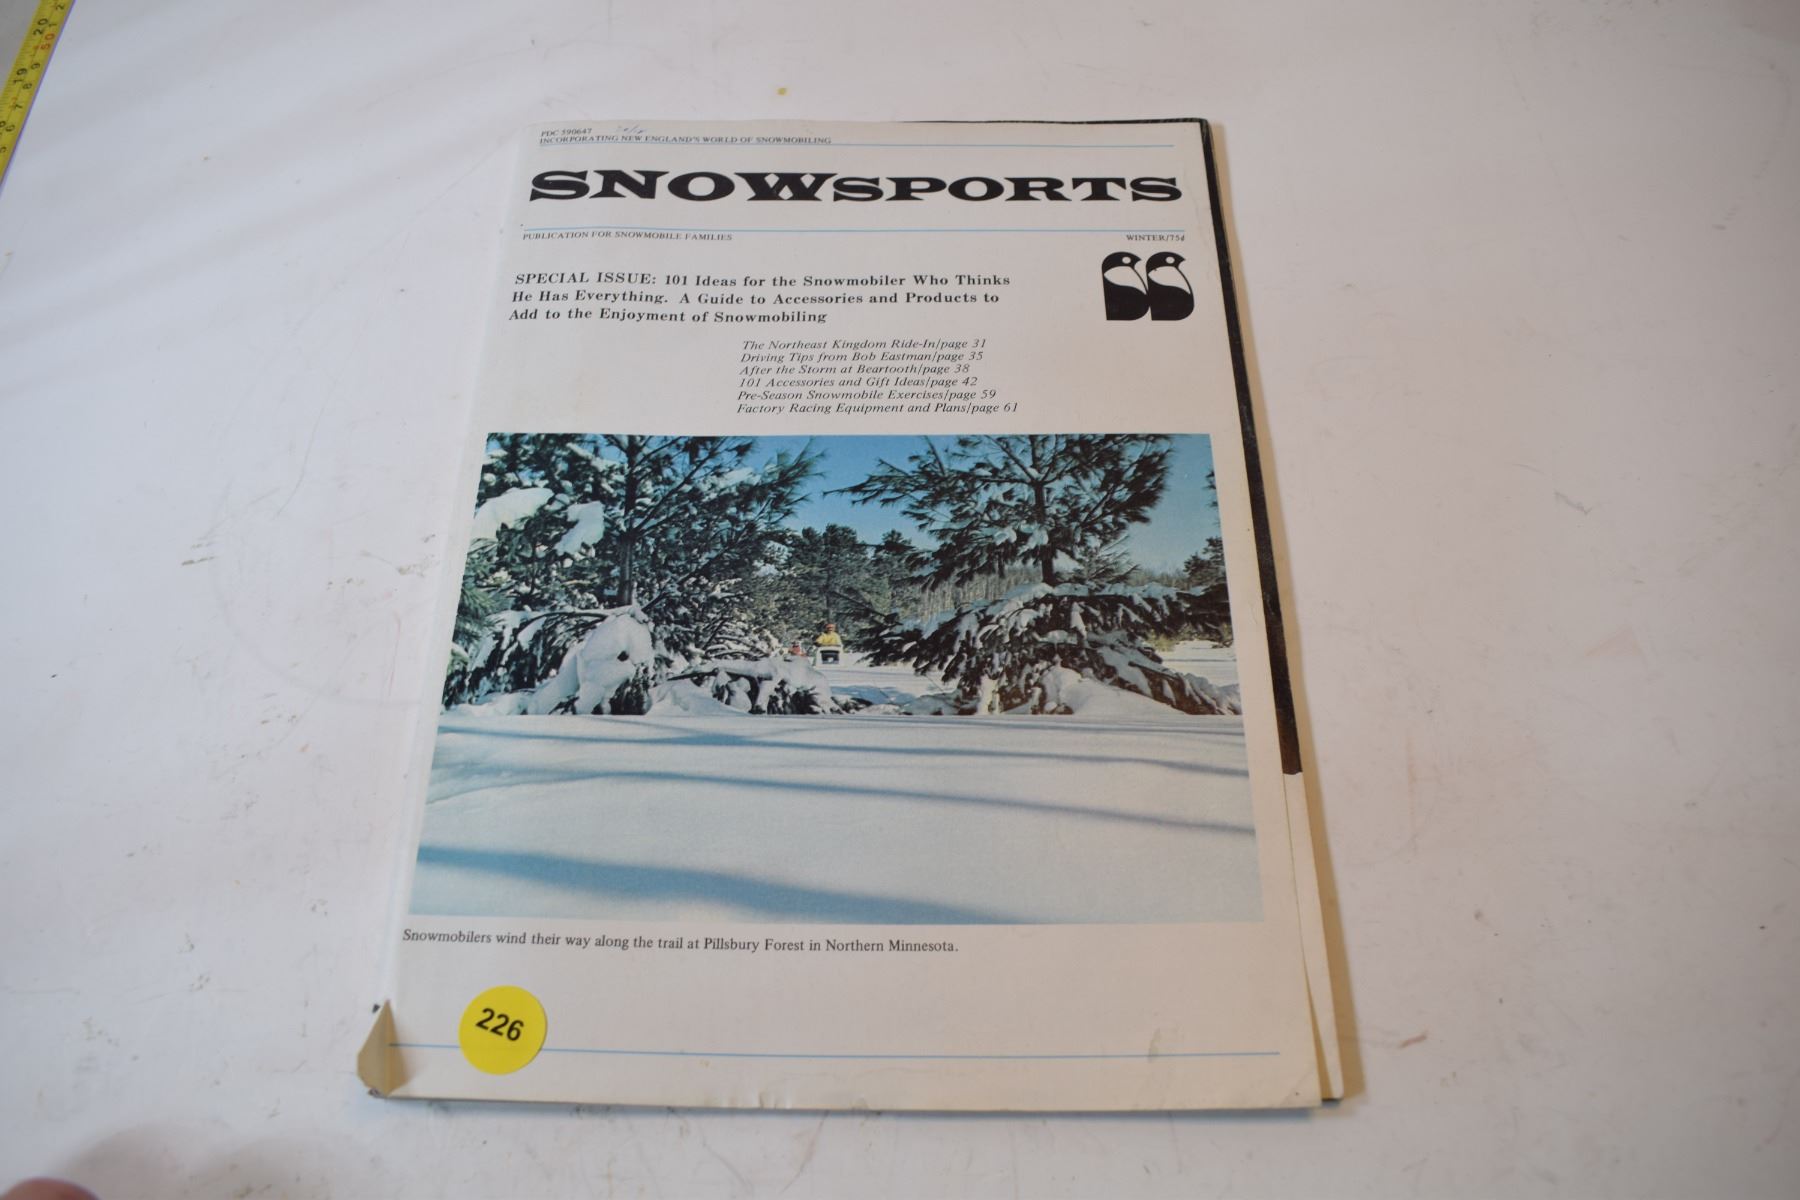 PDC 590647
INCORPORATING NEW ENGLAND'S WORLD OF SNOWMOBILING
SNOWSPORTS
PUBLICATION FOR SNOWMOBILE FAMILIES
WINTER/75¢
SPECIAL ISSUE: 101 Ideas for the Snowmobiler Who Thinks
He Has Everything. A Guide to Accessories and Products to
Add to the Enjoyment of Snowmobiling
SS
The Northeast Kingdom Ride-In/page 31
Driving Tips from Bob Eastman/page 35
After the Storm at Beartooth/page 38
101 Accessories and Gift Ideas/page 42
Pre-Season Snowmobile Exercises/page 59
Factory Racing Equipment and Plans/page 61
Snowmobilers wind their way along the trail at Pillsbury Forest in Northern Minnesota.
226